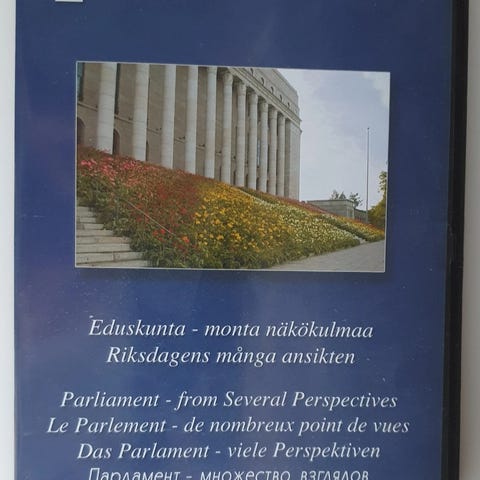 Eduskunta - monta näkökulmaa
Riksdagens många ansikten
Parliament - from Several Perspectives
Le Parlement - de nombreux point de vues
Das Parlament - viele Perspektiven
Парламент - множество взглядов